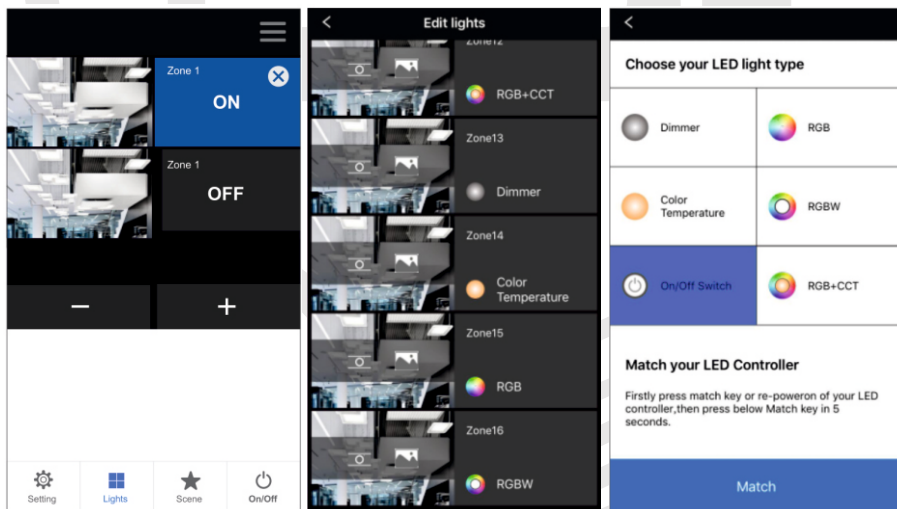 Zone 1
ON
Zone 1
OFF
−
+
Setting
Lights
Scene
On/Off
Edit lights
Zone12
RGB+CCT
Zone13
Dimmer
Zone14
Color
Temperature
Zone15
RGB
Zone16
RGBW
Choose your LED light type
Dimmer
RGB
Color
Temperature
RGBW
On/Off Switch
RGB+CCT
Match your LED Controller
Firstly press match key or re-poweron of your LED
controller,then press below Match key in 5
seconds.
Match